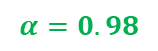 α = 0.98